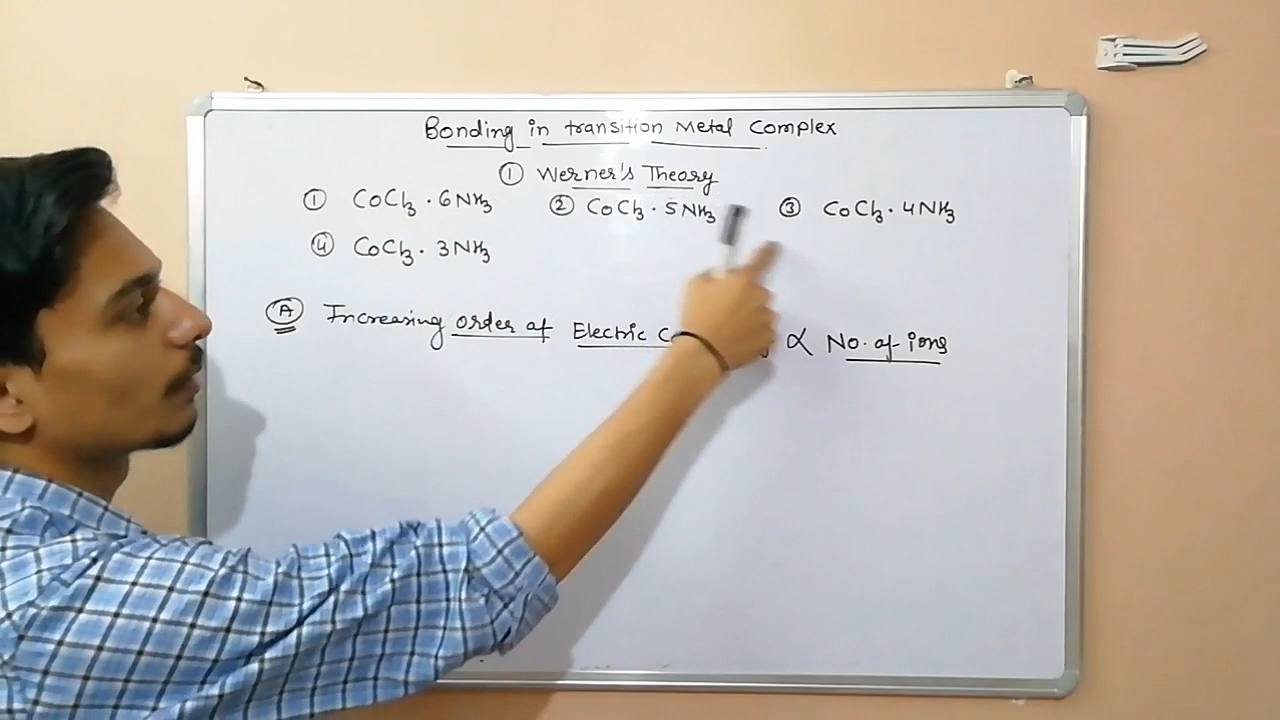 Bonding in transition Metal Complex
① Werner's Theory
① CoCl3 · 6NH3 ② CoCl3 · 5NH3 ③ CoCl3 · 4NH3
④ CoCl3 · 3NH3
Ⓐ Increasing order of Electric C ∝ No. of ions